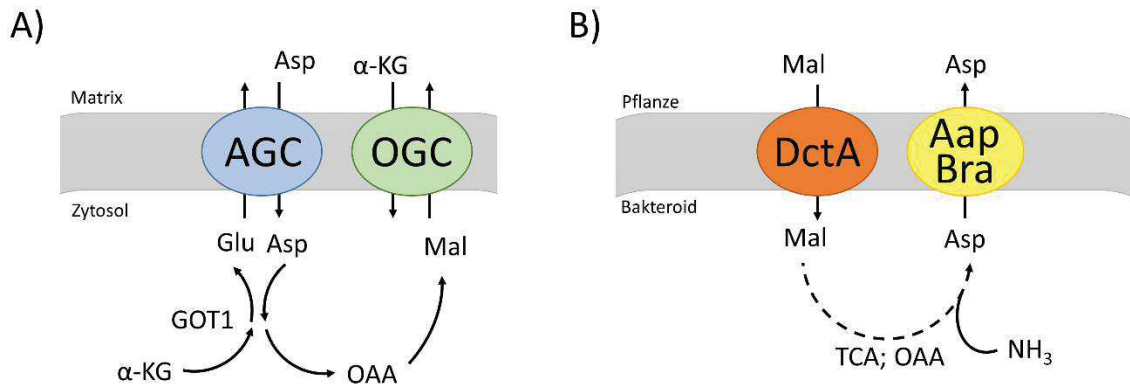 A)
Asp
α-KG
Matrix
AGC
OGC
Zytosol
Glu
Asp
Mal
GOT1
α-KG
OAA
B)
Mal
Asp
Pflanze
DctA
Aap
Bra
Bakteroid
Mal
Asp
TCA; OAA
NH₃